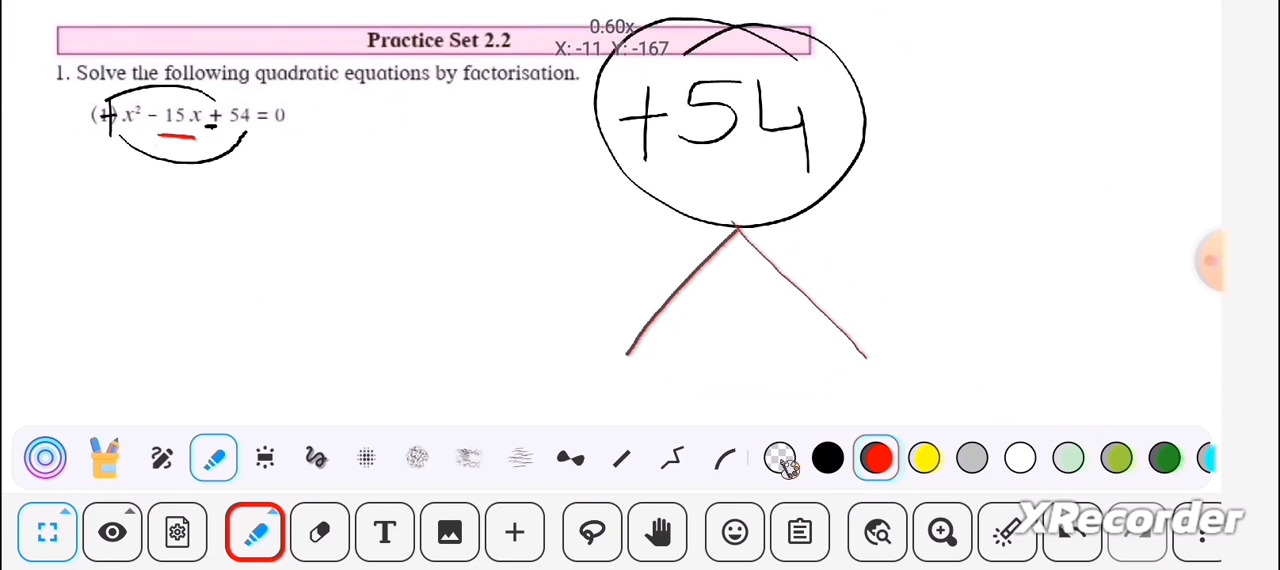 0.60x
Practice Set 2.2
X: -11 Y: -167
1. Solve the following quadratic equations by factorisation.
(1) x² – 15 x + 54 = 0
+54
T
XRecorder